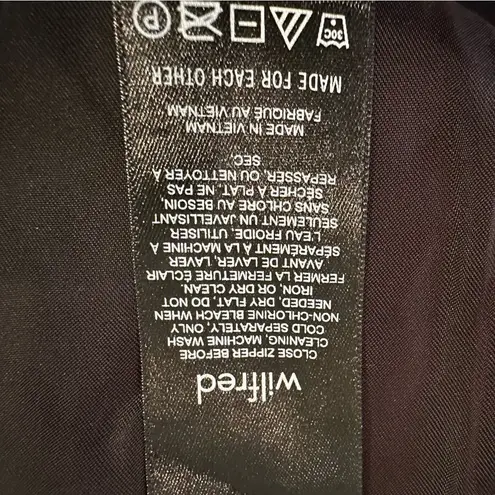 wilfred
CLOSE ZIPPER BEFORE
CLEANING, MACHINE WASH
COLD SEPARATELY, ONLY
NON-CHLORINE BLEACH WHEN
NEEDED, DRY FLAT, DO NOT
IRON, OR DRY CLEAN.
FERMER LA FERMETURE ÉCLAIR
AVANT DE LAVER, LAVER
SÉPARÉMENT À LA MACHINE À
L'EAU FROIDE, UTILISER
SEULEMENT UN JAVELLISANT
SANS CHLORE AU BESOIN,
SÉCHER À PLAT, NE PAS
REPASSER, OU NETTOYER À
SEC.
MADE IN VIETNAM
FABRIQUÉ AU VIETNAM
MADE FOR EACH OTHER
30C P